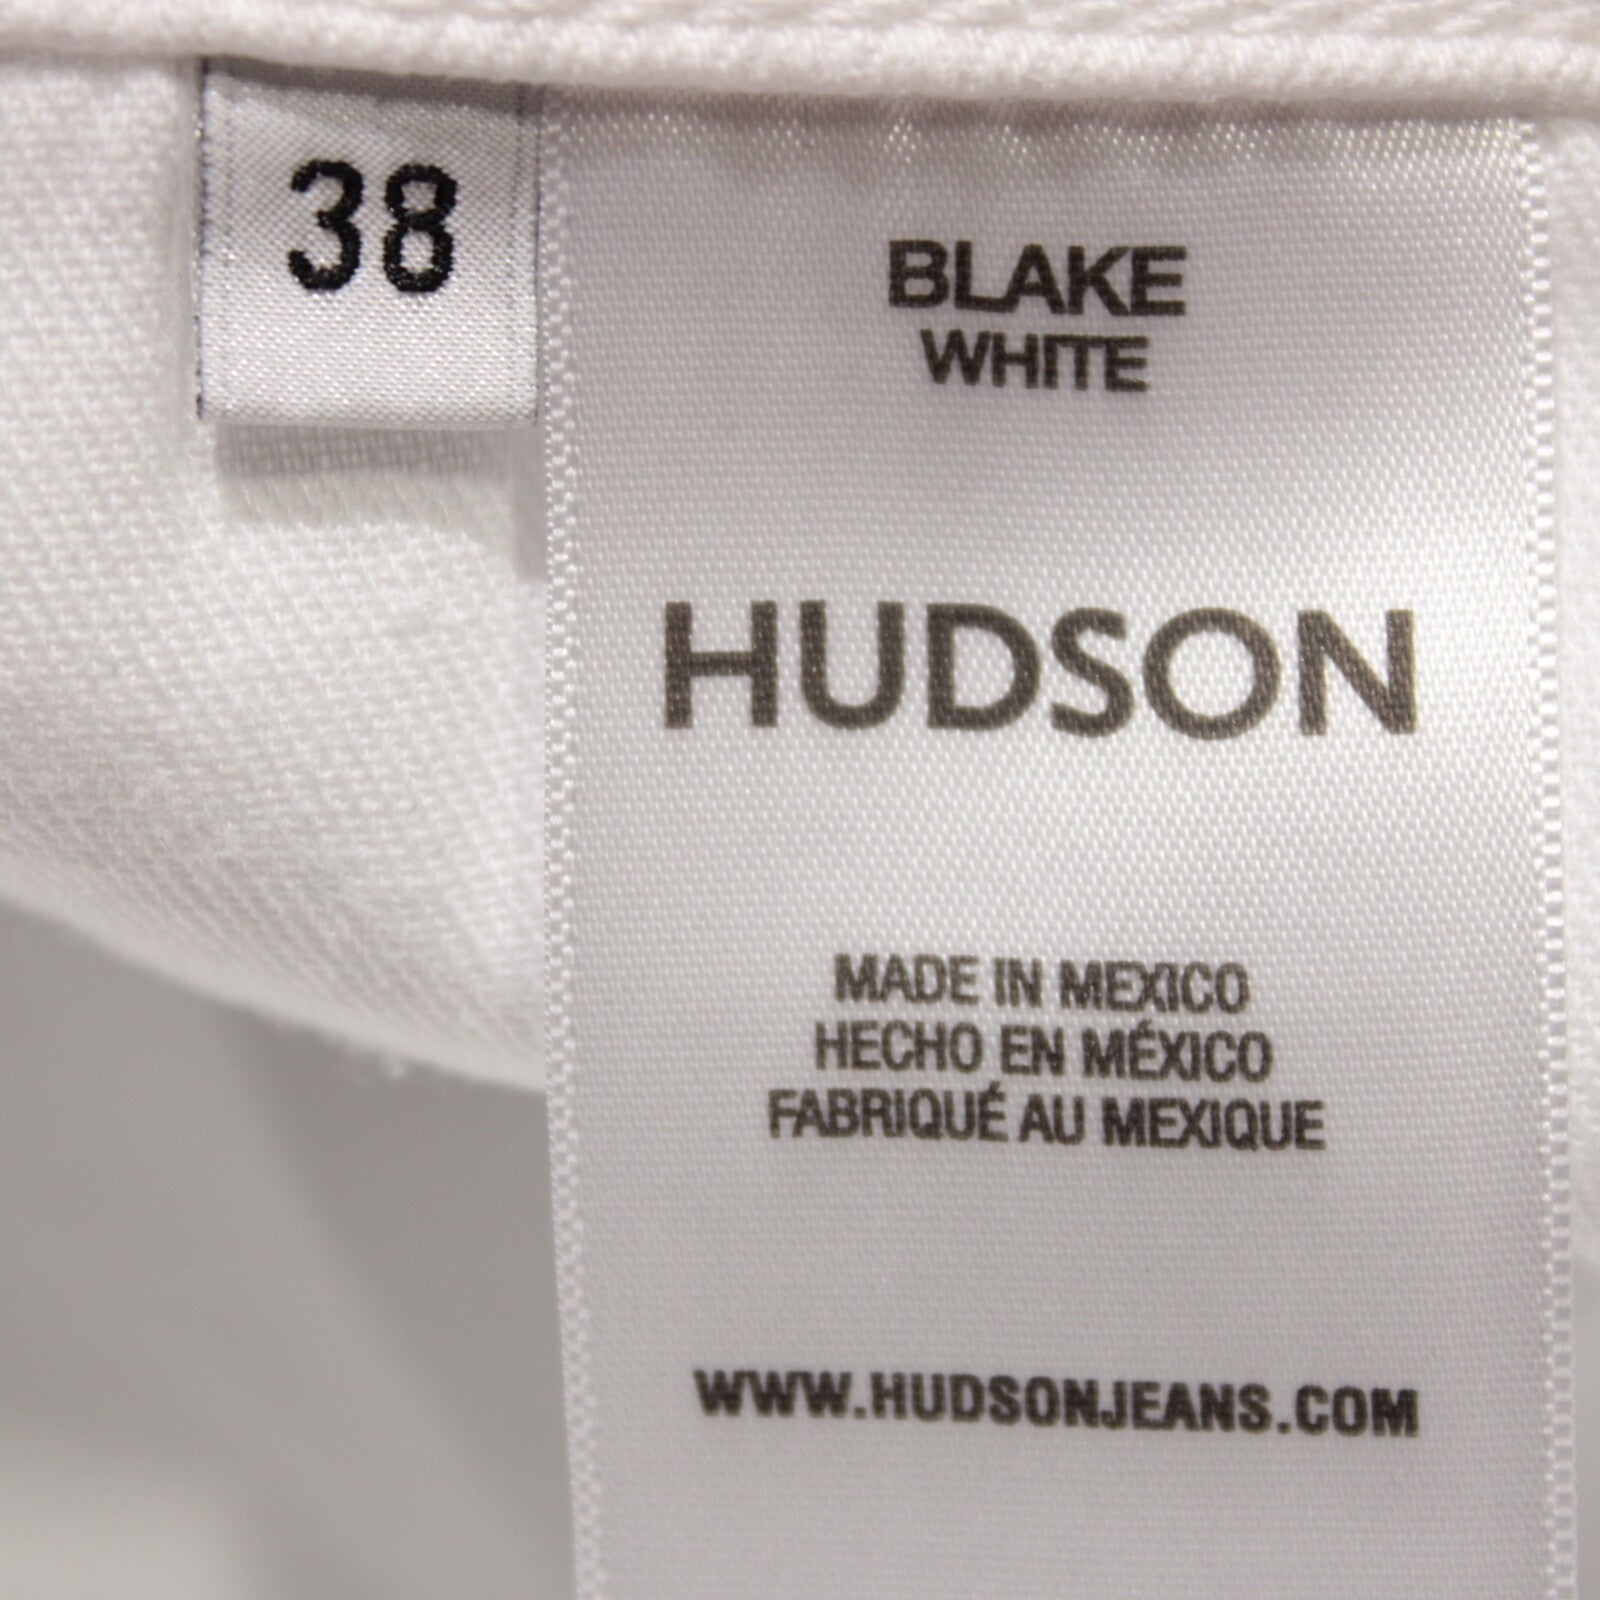 38
BLAKE
WHITE
HUDSON
MADE IN MEXICO
HECHO EN MÉXICO
FABRIQUÉ AU MEXIQUE
WWW.HUDSONJEANS.COM